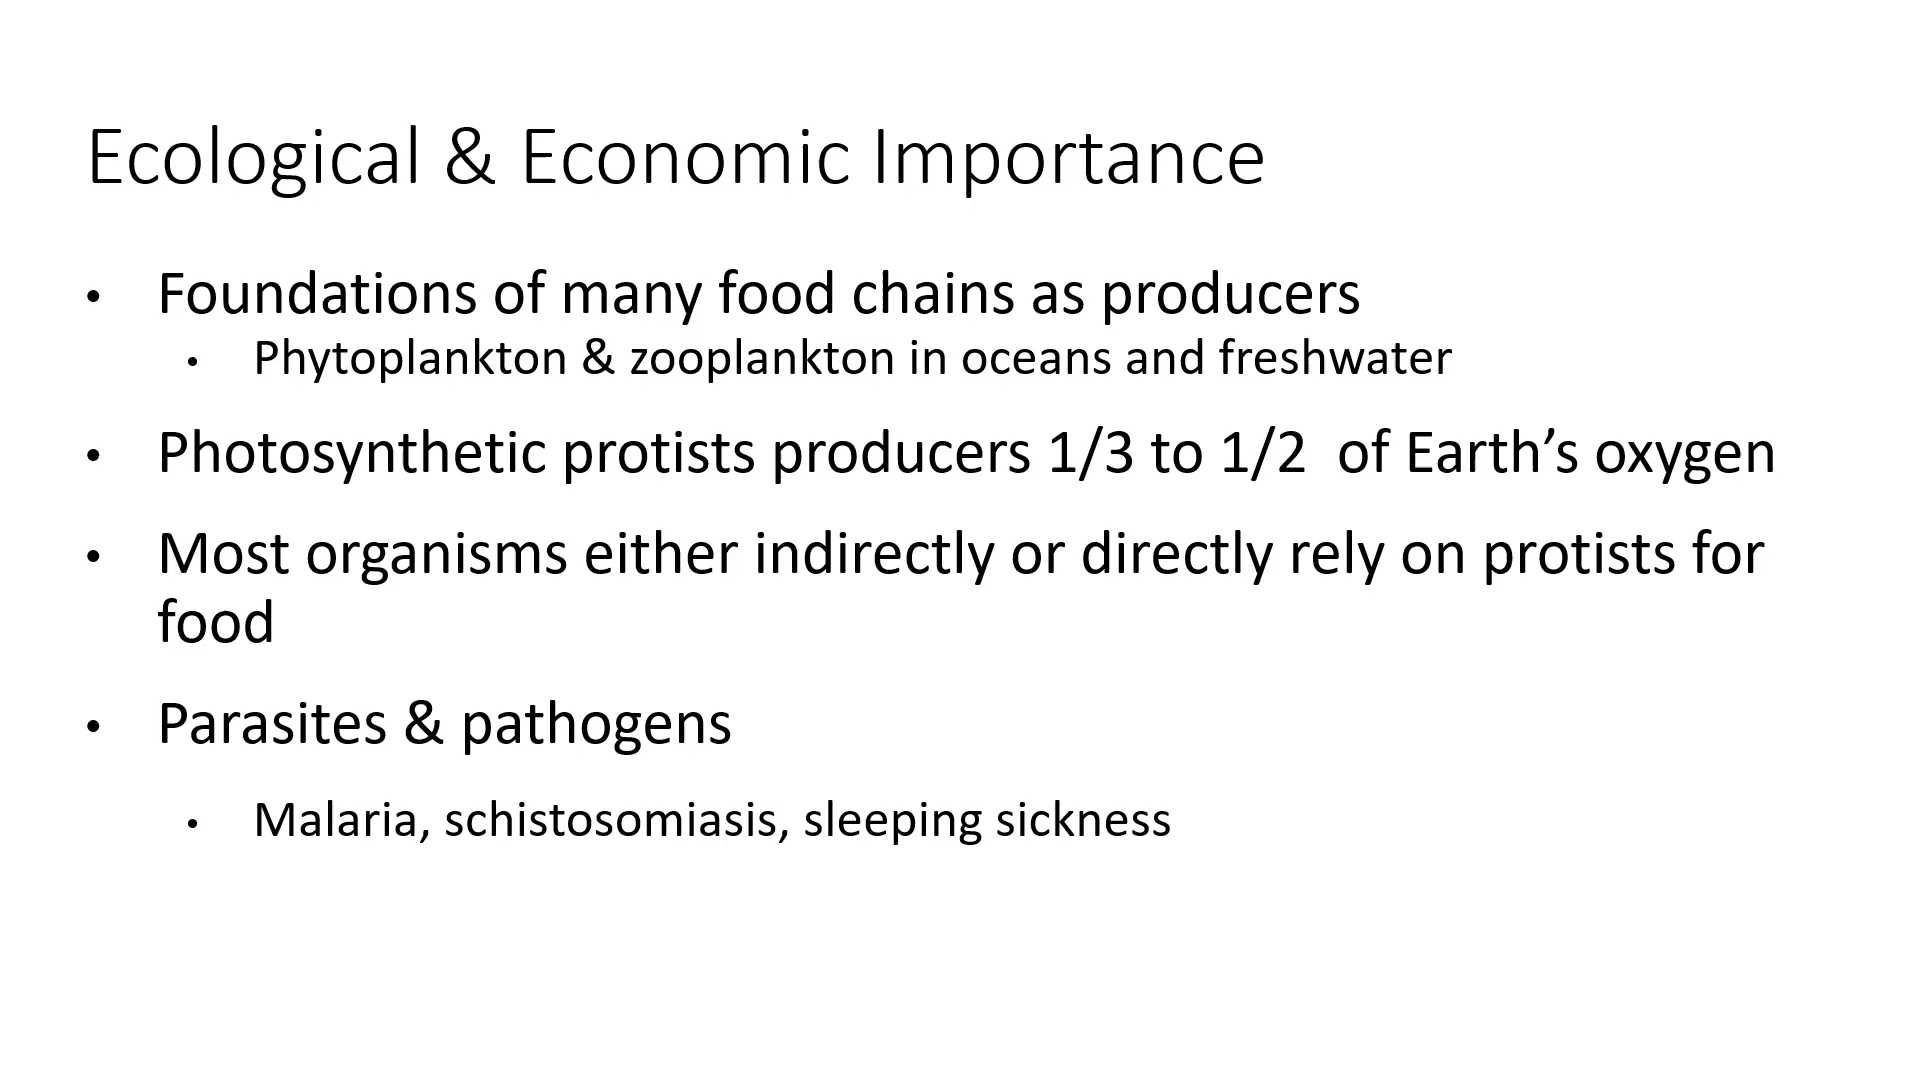 Ecological & Economic Importance
• Foundations of many food chains as producers
• Phytoplankton & zooplankton in oceans and freshwater
• Photosynthetic protists producers 1/3 to 1/2  of Earth’s oxygen
• Most organisms either indirectly or directly rely on protists for
food
• Parasites & pathogens
• Malaria, schistosomiasis, sleeping sickness